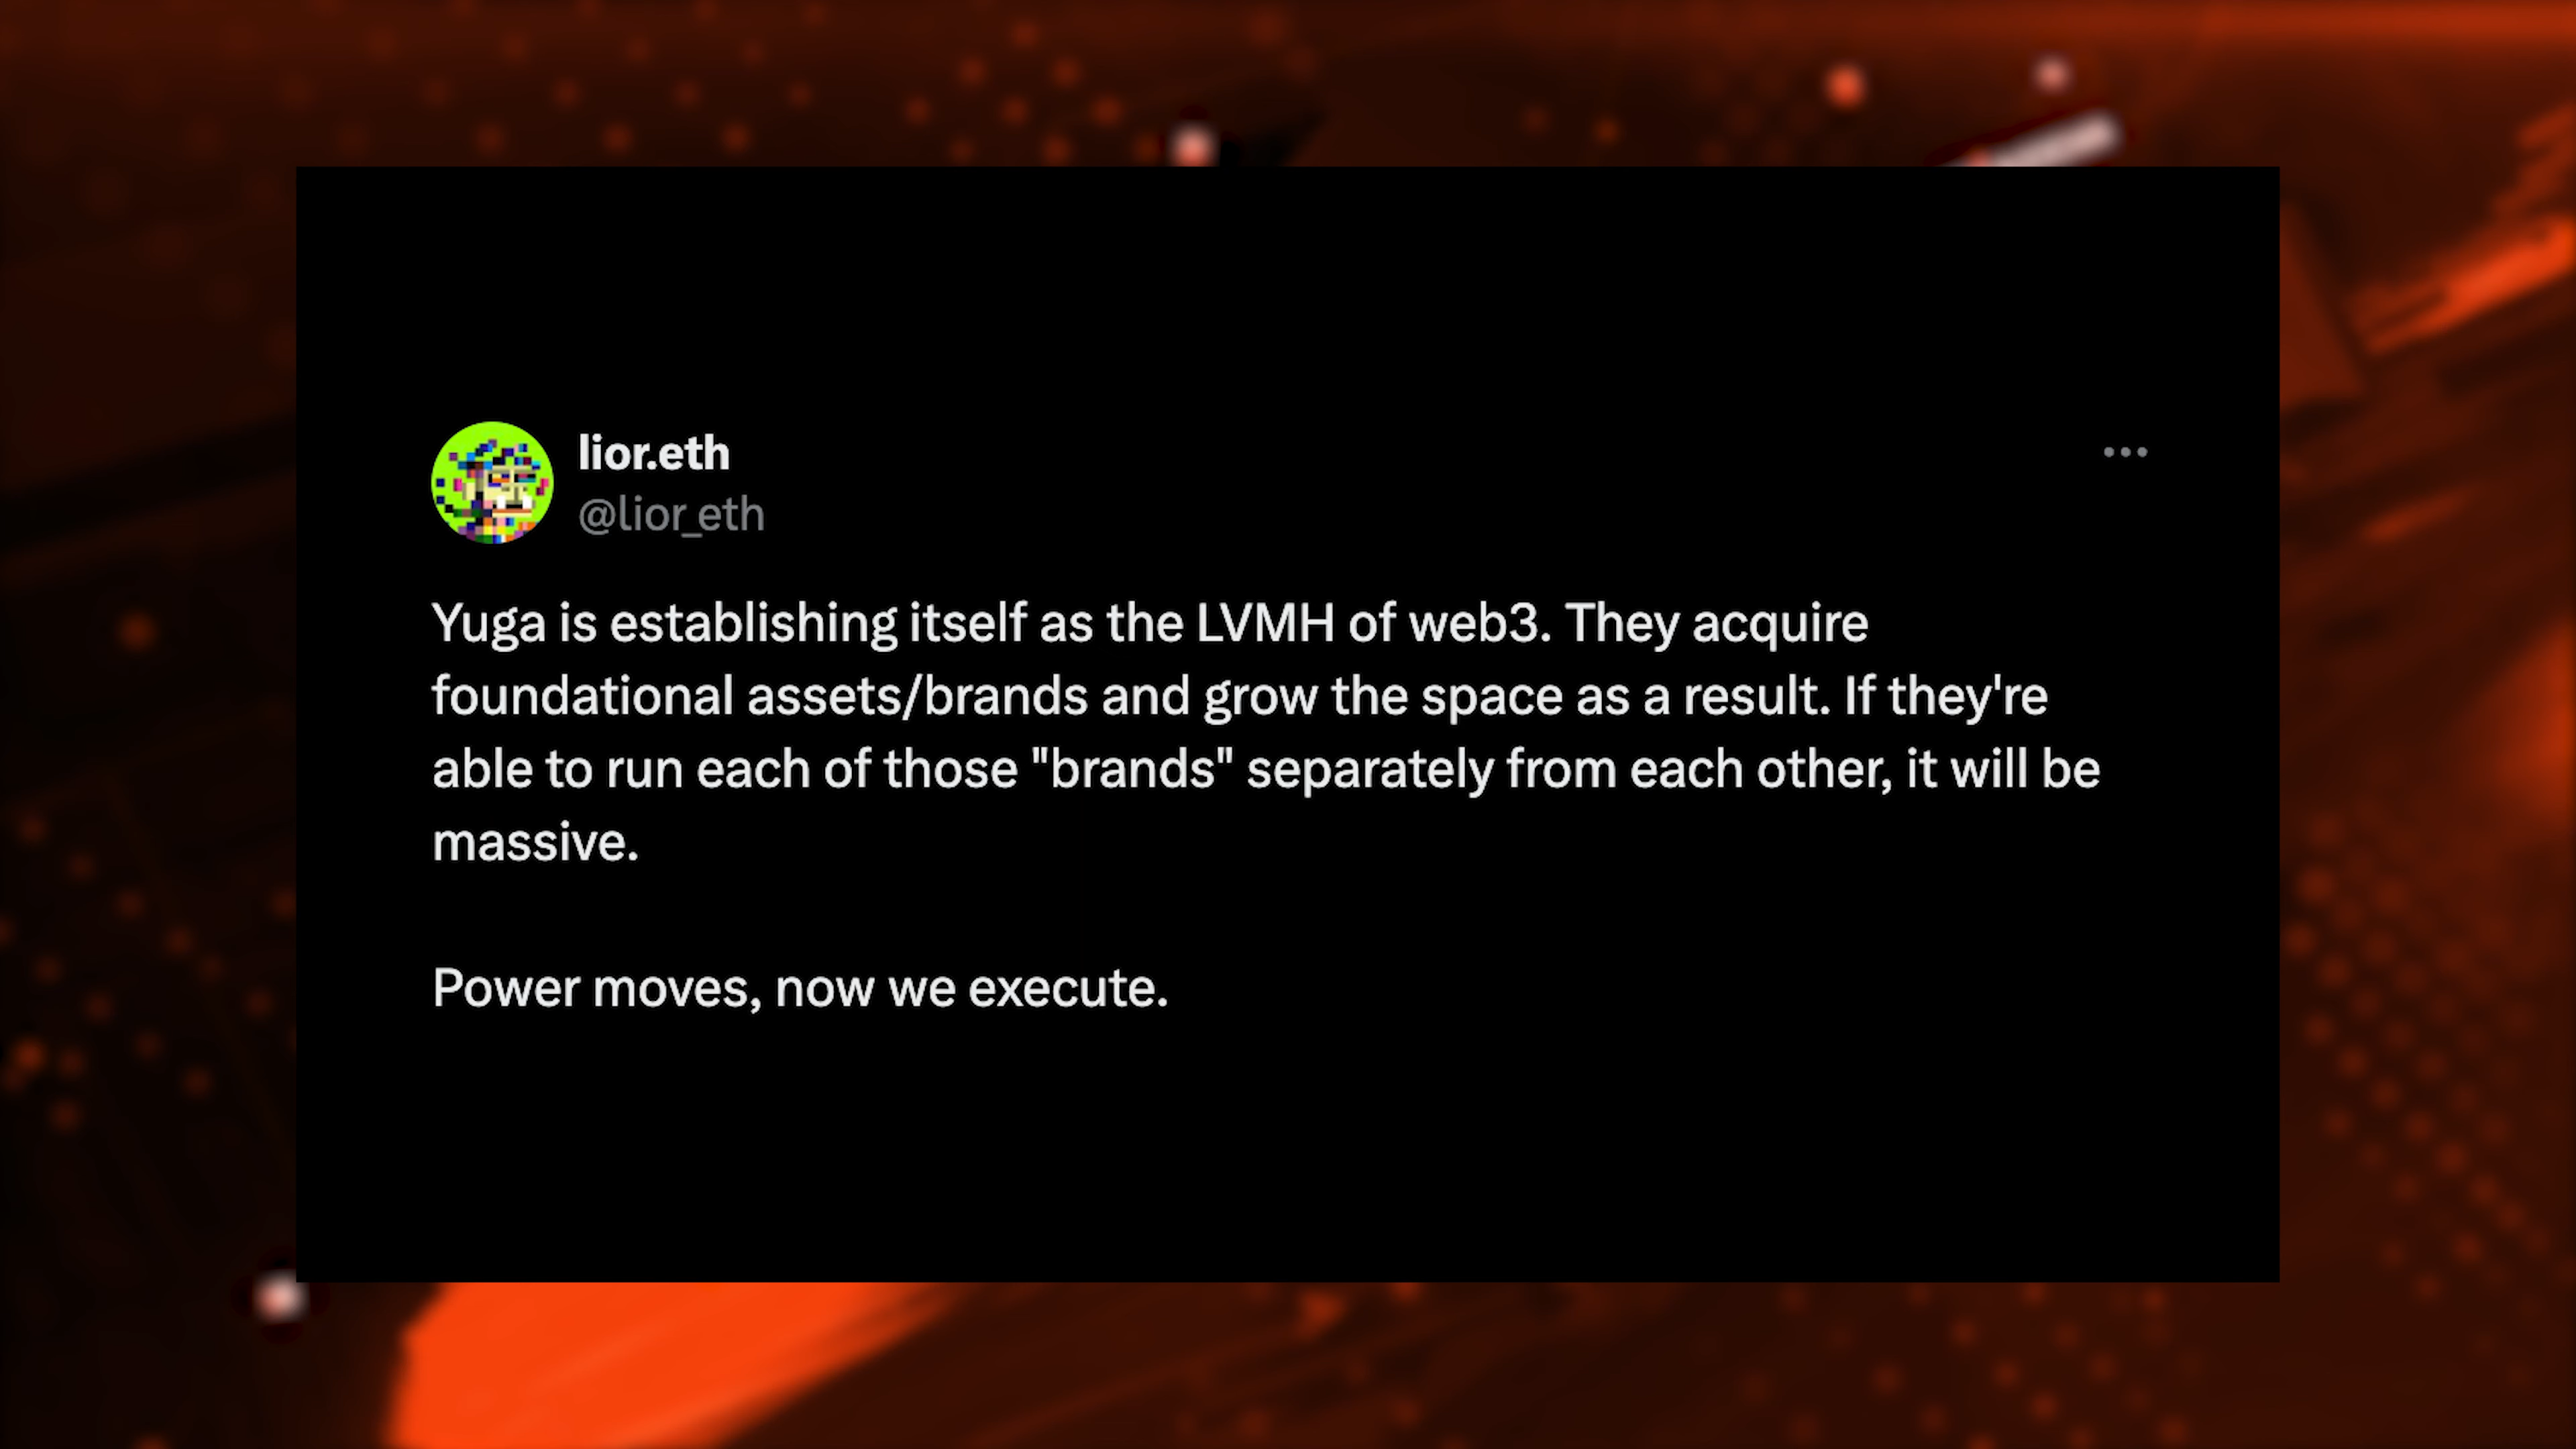 lior.eth
@lior_eth
Yuga is establishing itself as the LVMH of web3. They acquire
foundational assets/brands and grow the space as a result. If they're
able to run each of those "brands" separately from each other, it will be
massive.
Power moves, now we execute.